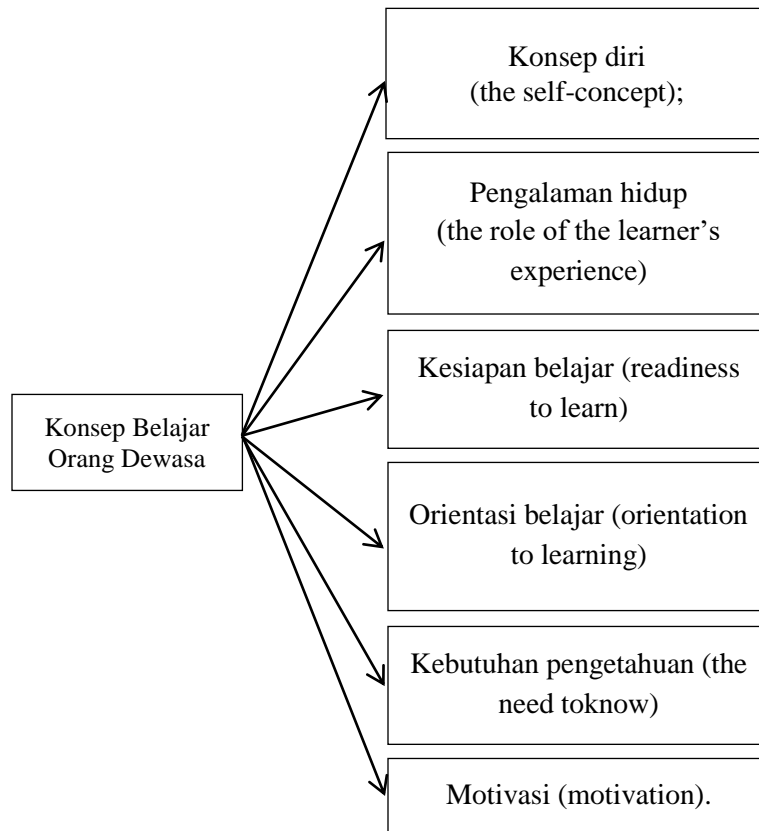 Konsep diri
(the self-concept);
Pengalaman hidup
(the role of the learner’s
experience)
Kesiapan belajar (readiness
to learn)
Konsep Belajar
Orang Dewasa
Orientasi belajar (orientation
to learning)
Kebutuhan pengetahuan (the
need toknow)
Motivasi (motivation).